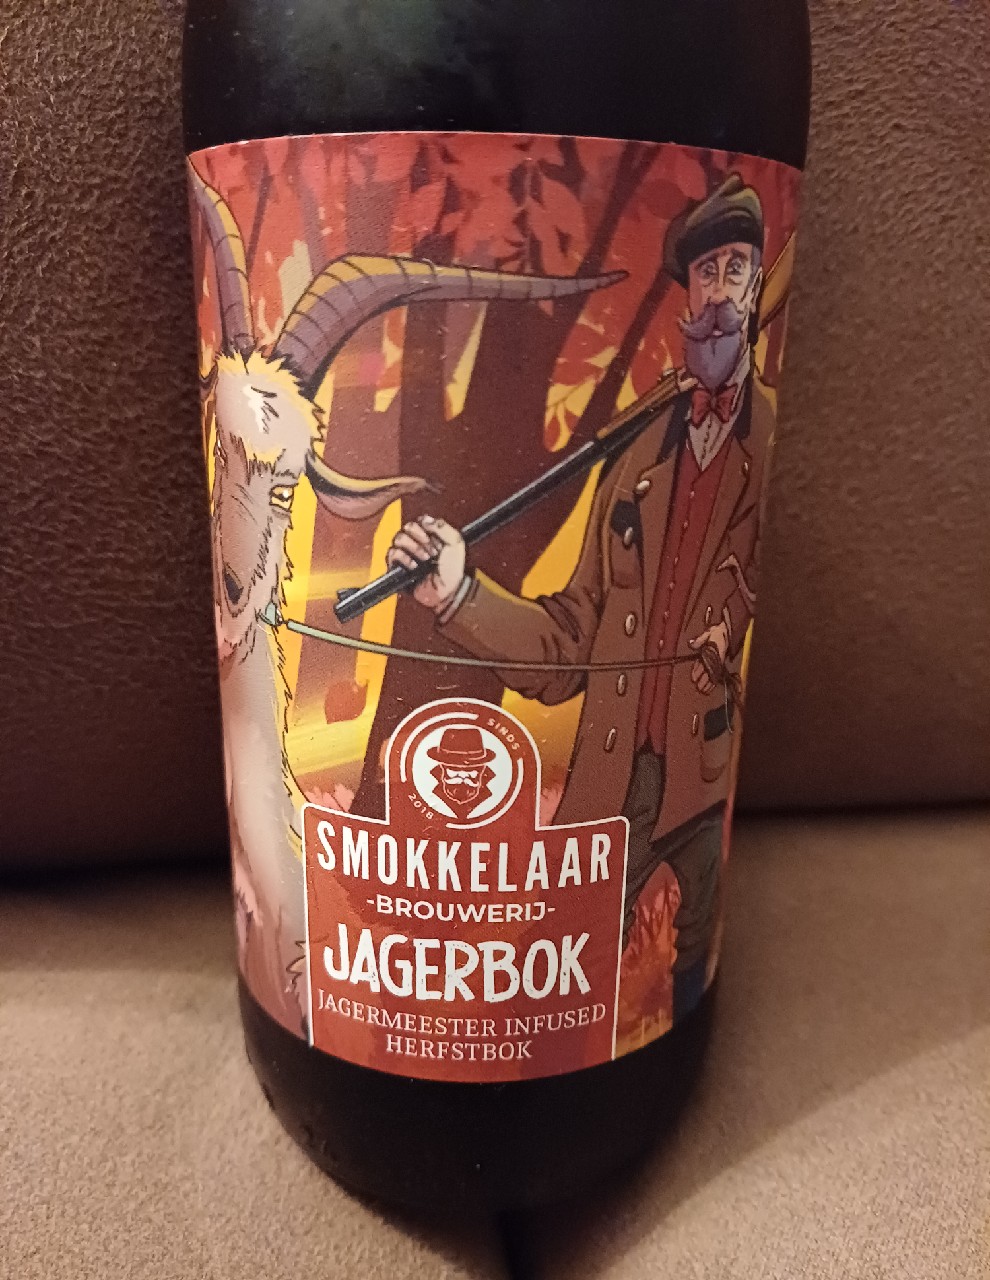 SINDS
2018
SMOKKELAAR
-BROUWERIJ-
JAGERBOK
JAGERMEESTER INFUSED
HERFSTBOK